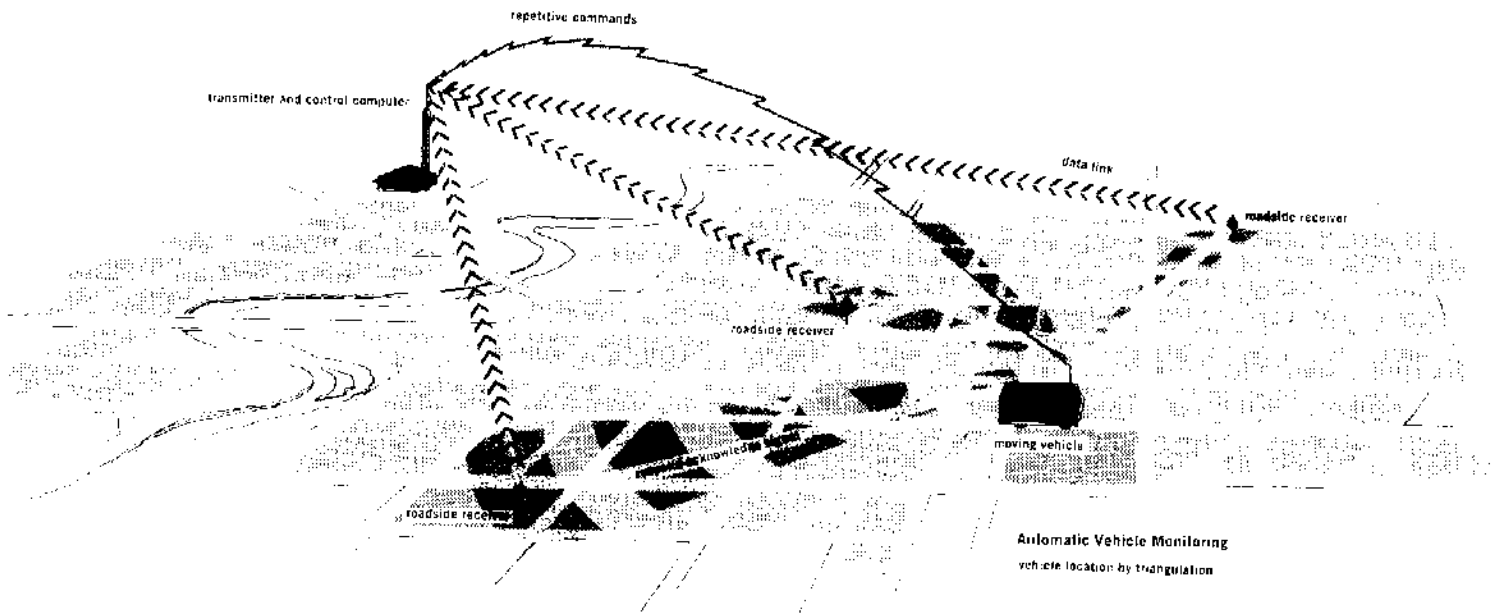 repetitive commands
transmitter and control computer
data link
roadside receiver
roadside receiver
moving vehicle
roadside receiver
Automatic Vehicle Monitoring
vehicle location by triangulation